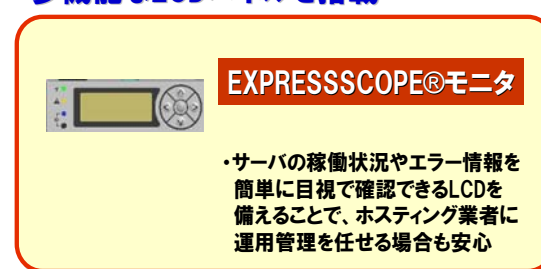 EXPRESSSCOPE®モニタ
・サーバの稼働状況やエラー情報を
簡単に目視で確認できるLCDを
備えることで、ホスティング業者に
運用管理を任せる場合も安心